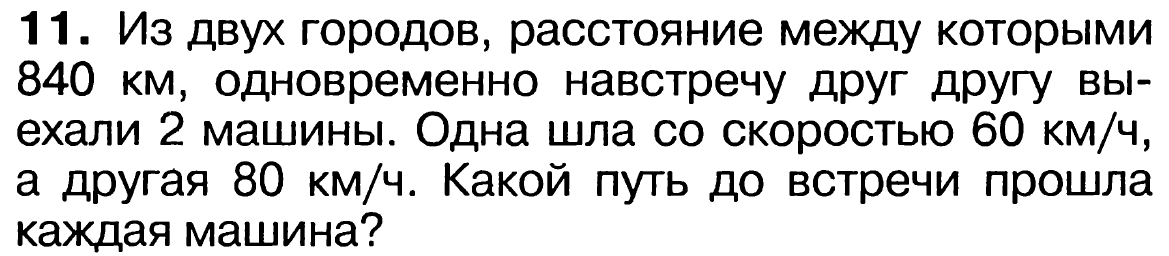 11. Из двух городов, расстояние между которыми
840 км, одновременно навстречу друг другу вы-
ехали 2 машины. Одна шла со скоростью 60 км/ч,
а другая 80 км/ч. Какой путь до встречи прошла
каждая машина?